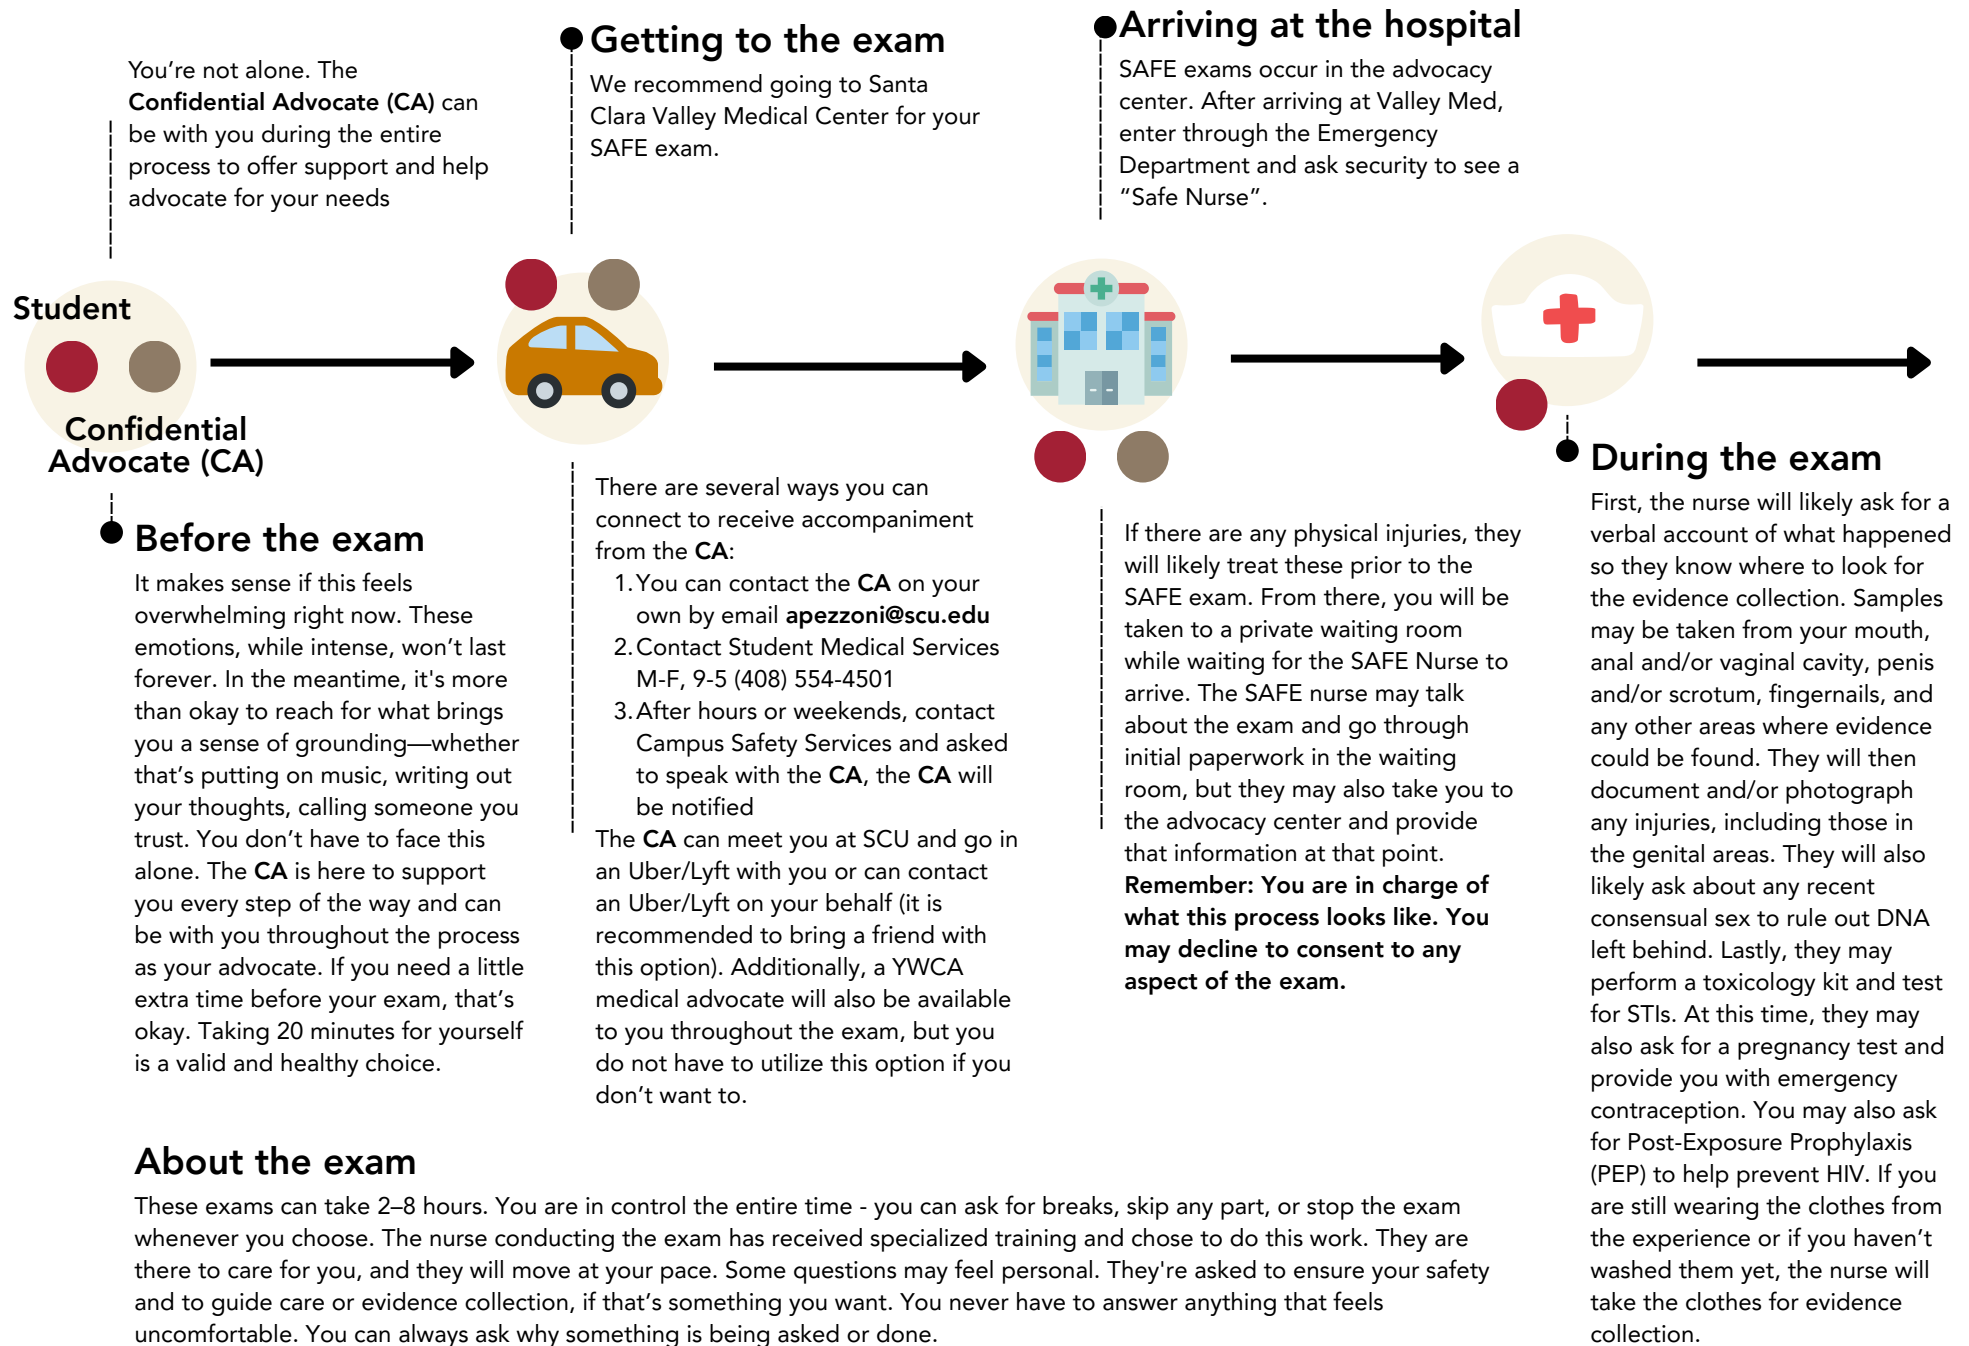 You're not alone. The
Confidential Advocate (CA) can
be with you during the entire
process to offer support and help
advocate for your needs
Student
Confidential
Advocate (CA)
Before the exam
It makes sense if this feels
overwhelming right now. These
emotions, while intense, won't last
forever. In the meantime, it's more
than okay to reach for what brings
you a sense of grounding—whether
that's putting on music, writing out
your thoughts, calling someone you
trust. You don't have to face this
alone. The CA is here to support
you every step of the way and can
be with you throughout the process
as your advocate. If you need a little
extra time before your exam, that's
okay. Taking 20 minutes for yourself
is a valid and healthy choice.
Getting to the exam
We recommend going to Santa
Clara Valley Medical Center for your
SAFE exam.
There are several ways you can
connect to receive accompaniment
from the CA:
1. You can contact the CA on your
own by email apezzoni@scu.edu
2. Contact Student Medical Services
M-F, 9-5 (408) 554-4501
3. After hours or weekends, contact
Campus Safety Services and asked
to speak with the CA, the CA will
be notified
The CA can meet you at SCU and go in
an Uber/Lyft with you or can contact
an Uber/Lyft on your behalf (it is
recommended to bring a friend with
this option). Additionally, a YWCA
medical advocate will also be available
to you throughout the exam, but you
do not have to utilize this option if you
don't want to.
Arriving at the hospital
SAFE exams occur in the advocacy
center. After arriving at Valley Med,
enter through the Emergency
Department and ask security to see a
"Safe Nurse".
If there are any physical injuries, they
will likely treat these prior to the
SAFE exam. From there, you will be
taken to a private waiting room
while waiting for the SAFE Nurse to
arrive. The SAFE nurse may talk
about the exam and go through
initial paperwork in the waiting
room, but they may also take you to
the advocacy center and provide
that information at that point.
Remember: You are in charge of
what this process looks like. You
may decline to consent to any
aspect of the exam.
During the exam
First, the nurse will likely ask for a
verbal account of what happened
so they know where to look for
the evidence collection. Samples
may be taken from your mouth,
anal and/or vaginal cavity, penis
and/or scrotum, fingernails, and
any other areas where evidence
could be found. They will then
document and/or photograph
any injuries, including those in
the genital areas. They will also
likely ask about any recent
consensual sex to rule out DNA
left behind. Lastly, they may
perform a toxicology kit and test
for STIs. At this time, they may
also ask for a pregnancy test and
provide you with emergency
contraception. You may also ask
for Post-Exposure Prophylaxis
(PEP) to help prevent HIV. If you
are still wearing the clothes from
the experience or if you haven't
washed them yet, the nurse will
take the clothes for evidence
collection.
About the exam
These exams can take 2–8 hours. You are in control the entire time - you can ask for breaks, skip any part, or stop the exam
whenever you choose. The nurse conducting the exam has received specialized training and chose to do this work. They are
there to care for you, and they will move at your pace. Some questions may feel personal. They're asked to ensure your safety
and to guide care or evidence collection, if that's something you want. You never have to answer anything that feels
uncomfortable. You can always ask why something is being asked or done.